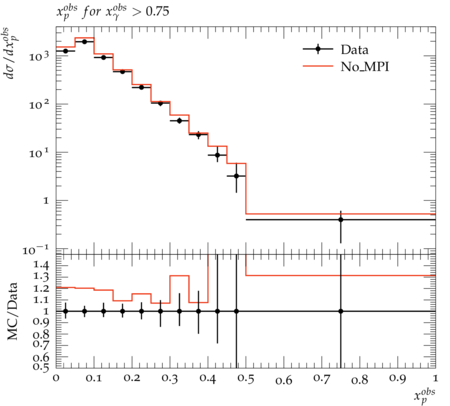 x_p^{obs} for x_γ^{obs} > 0.75
dσ/dx_p^{obs}
10^3
10^2
10^1
1
10^{-1}
Data
No_MPI
MC/Data
1.4
1.3
1.2
1.1
1
0.9
0.8
0.7
0.6
0.5
0 0.1 0.2 0.3 0.4 0.5 0.6 0.7 0.8 0.9 1
x_p^{obs}